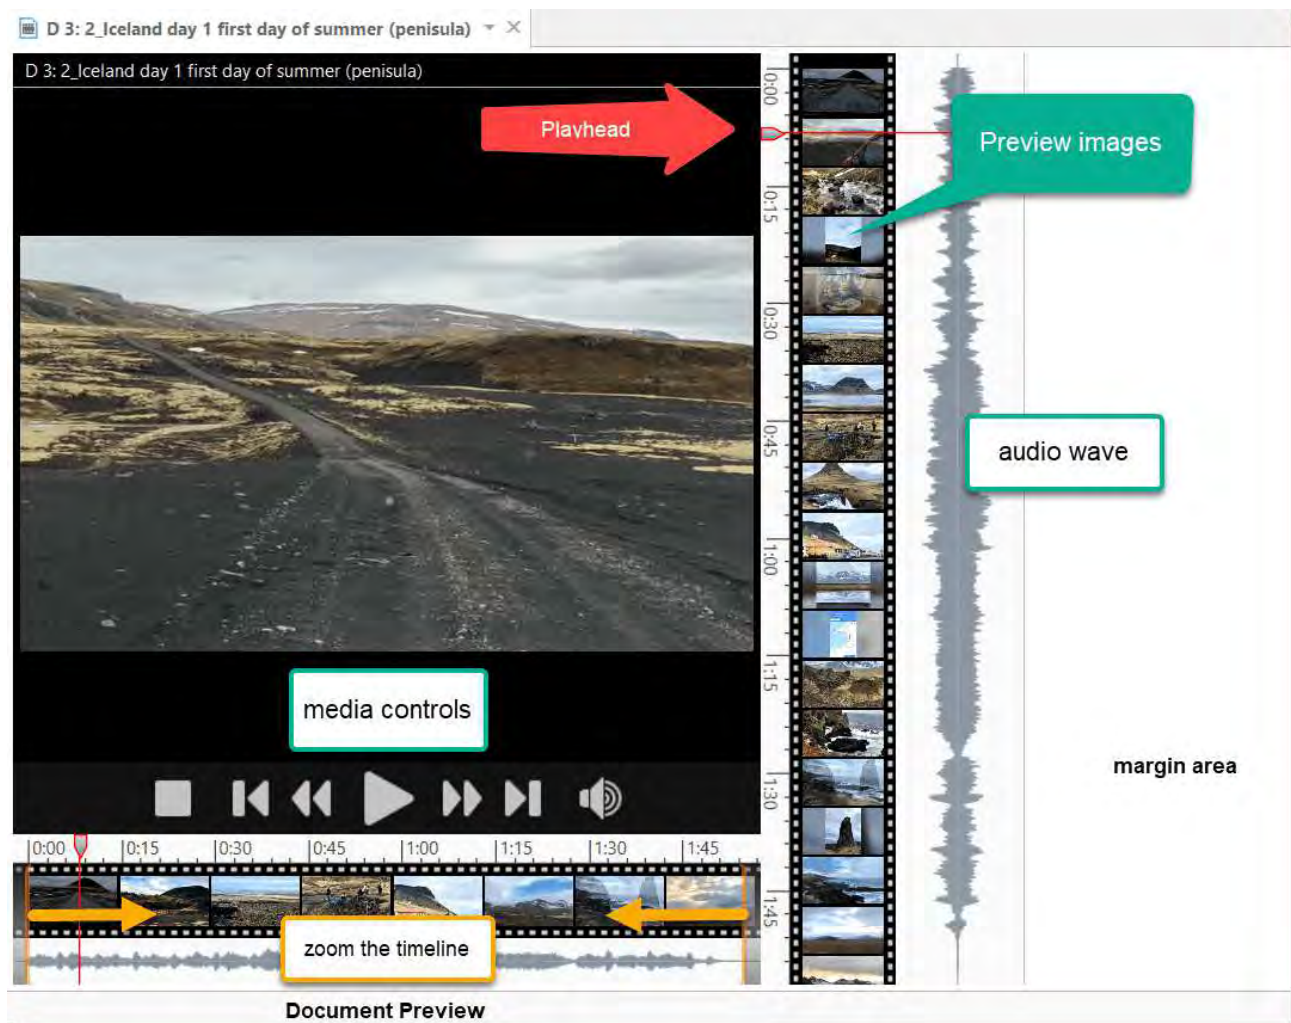 D 3: 2_Iceland day 1 first day of summer (penisula)
D 3: 2_Iceland day 1 first day of summer (penisula)
Playhead
Preview images
audio wave
media controls
margin area
0:00
0:15
0:30
0:45
1:00
1:15
1:30
1:45
0:00 0:15 0:30 0:45 1:00 1:15 1:30 1:45
zoom the timeline
Document Preview